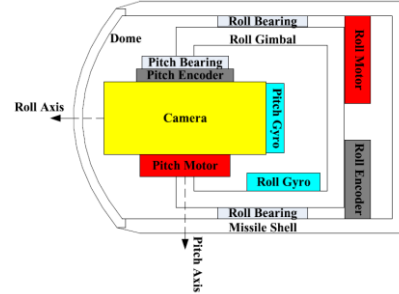 Roll Bearing
Dome
Roll Gimbal
Roll Motor
Pitch Bearing
Pitch Encoder
Roll Axis
Camera
Pitch Gyro
Pitch Motor
Roll Gyro
Roll Encoder
Roll Bearing
Missile Shell
Pitch Axis